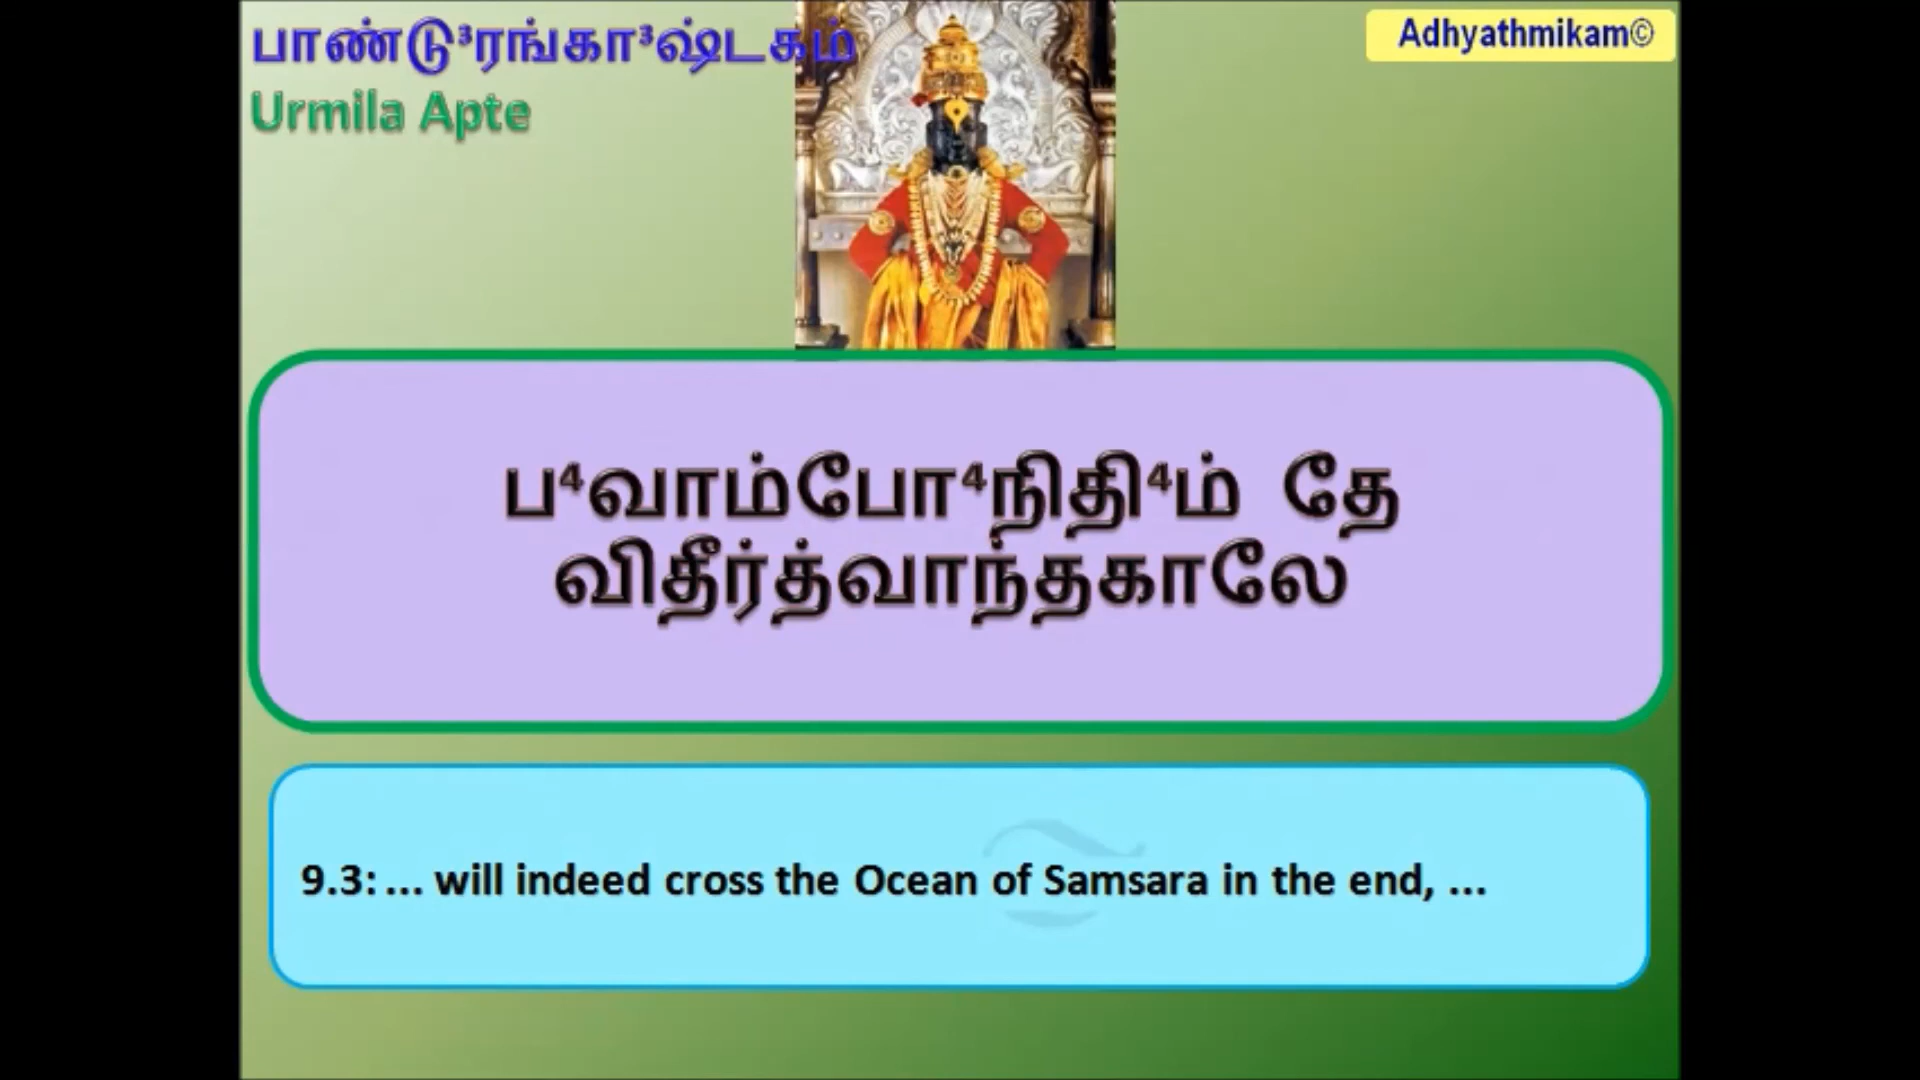 பாண்டு³ரங்கா³ஷ்டகம்
Adhyathmikam©
Urmila Apte
ப⁴வாம்போ⁴நிதி⁴ம் தே
விதீர்த்வாந்தகாலே
9.3: ... will indeed cross the Ocean of Samsara in the end, ...